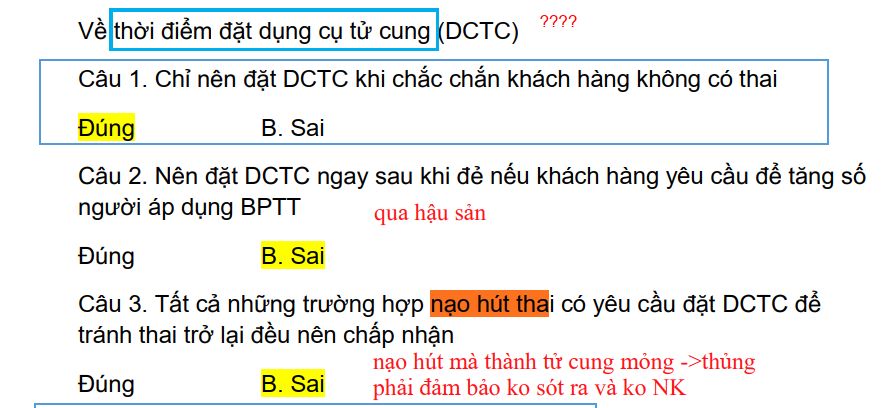 Về thời điểm đặt dụng cụ tử cung (DCTC) ????
Câu 1. Chỉ nên đặt DCTC khi chắc chắn khách hàng không có thai
Đúng B. Sai
Câu 2. Nên đặt DCTC ngay sau khi đẻ nếu khách hàng yêu cầu để tăng số
người áp dụng BPTT
qua hậu sản
Đúng B. Sai
Câu 3. Tất cả những trường hợp nạo hút thai có yêu cầu đặt DCTC để
tránh thai trở lại đều nên chấp nhận
nạo hút mà thành tử cung mỏng ->thủng
Đúng B. Sai phải đảm bảo ko sót ra và ko NK